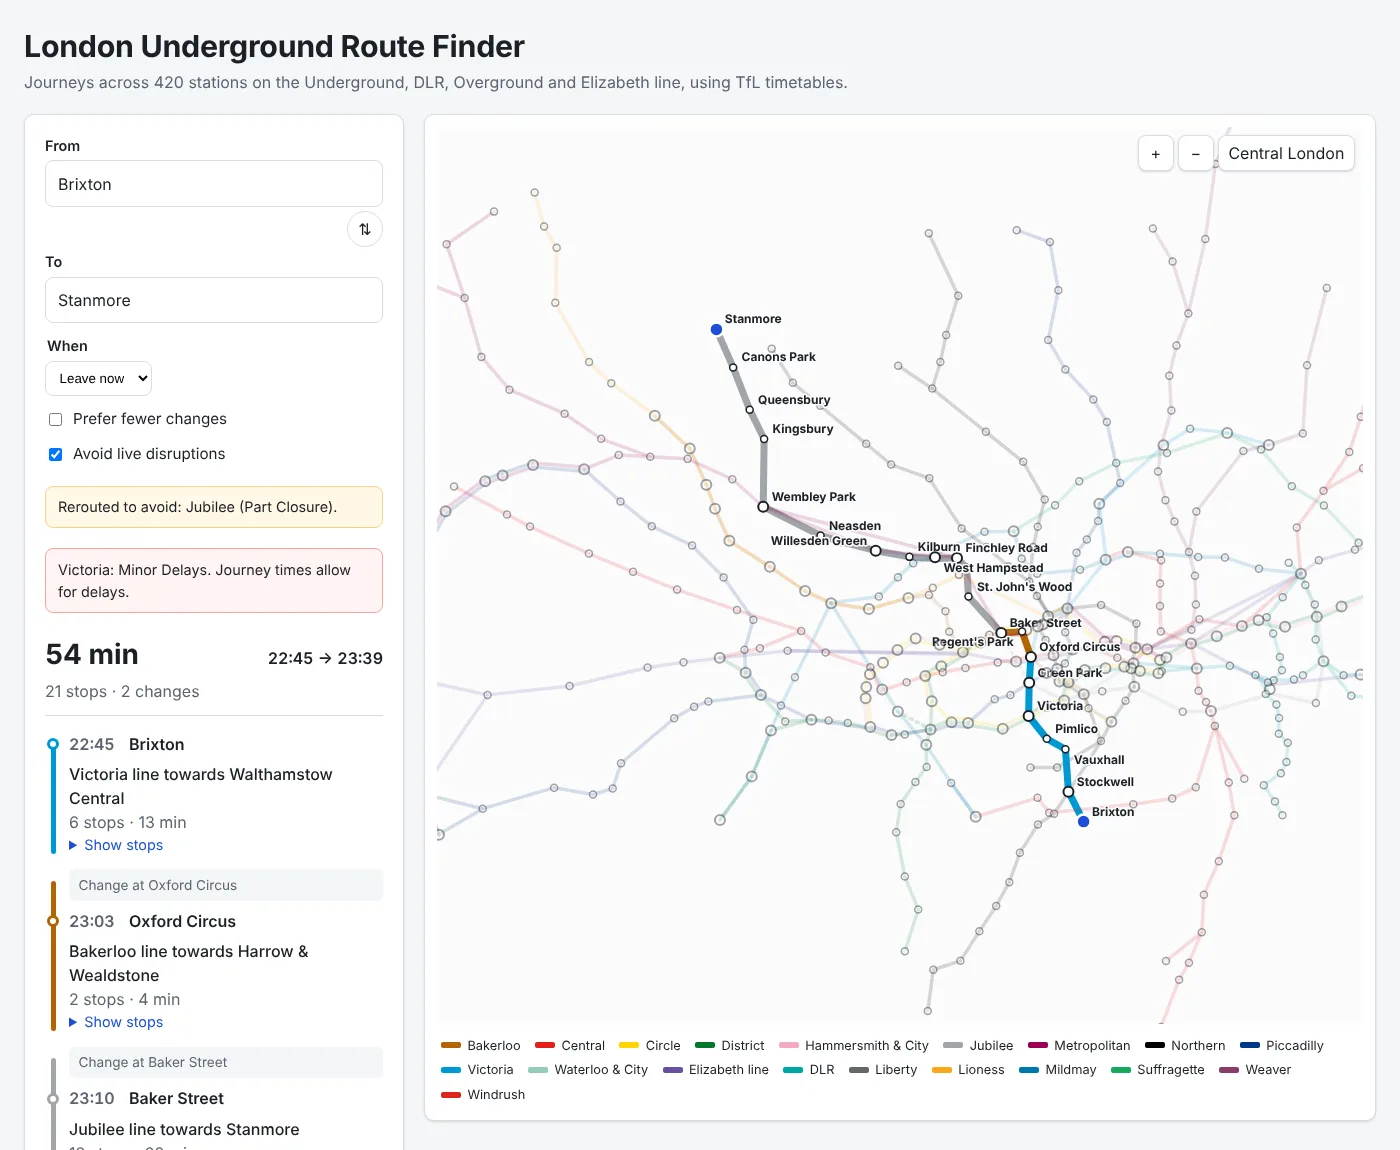 London Underground Route Finder
Journeys across 420 stations on the Underground, DLR, Overground and Elizabeth line, using TfL timetables.
From
Brixton
To
Stanmore
When
Leave now
Prefer fewer changes
Avoid live disruptions
Rerouted to avoid: Jubilee (Part Closure).
Victoria: Minor Delays. Journey times allow
for delays.
54 min
22:45 → 23:39
21 stops · 2 changes
22:45 Brixton
Victoria line towards Walthamstow
Central
6 stops · 13 min
Show stops
Change at Oxford Circus
23:03 Oxford Circus
Bakerloo line towards Harrow &
Wealdstone
2 stops · 4 min
Show stops
Change at Baker Street
23:10 Baker Street
Jubilee line towards Stanmore
+
−
Central London
Stanmore
Canons Park
Queensbury
Kingsbury
Wembley Park
Neasden
Willesden Green
Kilburn
Finchley Road
West Hampstead
St. John's Wood
Baker Street
Regent's Park
Oxford Circus
Green Park
Victoria
Pimlico
Vauxhall
Stockwell
Brixton
Bakerloo Central Circle District Hammersmith & City Jubilee Metropolitan Northern Piccadilly
Victoria Waterloo & City Elizabeth line DLR Liberty Lioness Mildmay Suffragette Weaver
Windrush